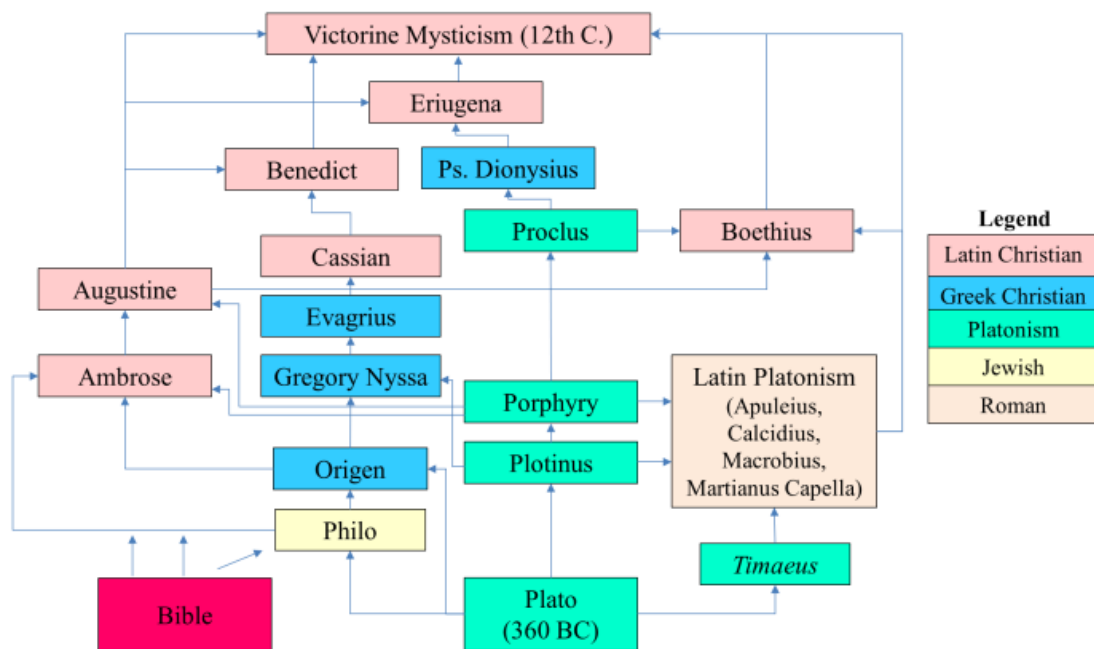 Victorine Mysticism (12th C.)
Eriugena
Benedict
Ps. Dionysius
Proclus
Boethius
Cassian
Augustine
Evagrius
Ambrose
Gregory Nyssa
Porphyry
Plotinus
Origen
Philo
Bible
Plato
(360 BC)
Latin Platonism
(Apuleius,
Calcidius,
Macrobius,
Martianus Capella)
Timaeus
Legend
Latin Christian
Greek Christian
Platonism
Jewish
Roman